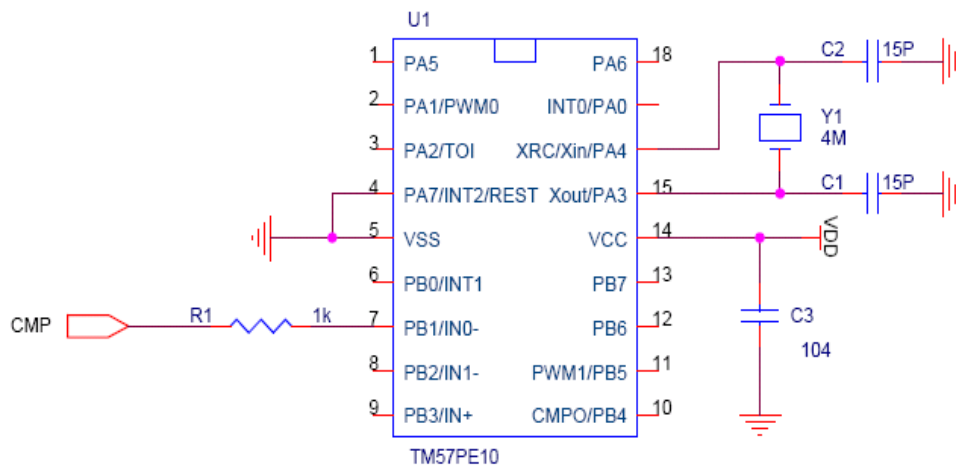 U1
1 PA5 PA6 18 C2 15P
2 PA1/PWM0 INT0/PA0 Y1
3 PA2/TOI XRC/Xin/PA4 4M
4 PA7/INT2/REST Xout/PA3 15 C1 15P
5 VSS VCC 14 VDD
6 PB0/INT1 PB7 13
CMP R1 1k 7 PB1/IN0- PB6 12 C3
8 PB2/IN1- PWM1/PB5 11 104
9 PB3/IN+ CMPO/PB4 10
TM57PE10